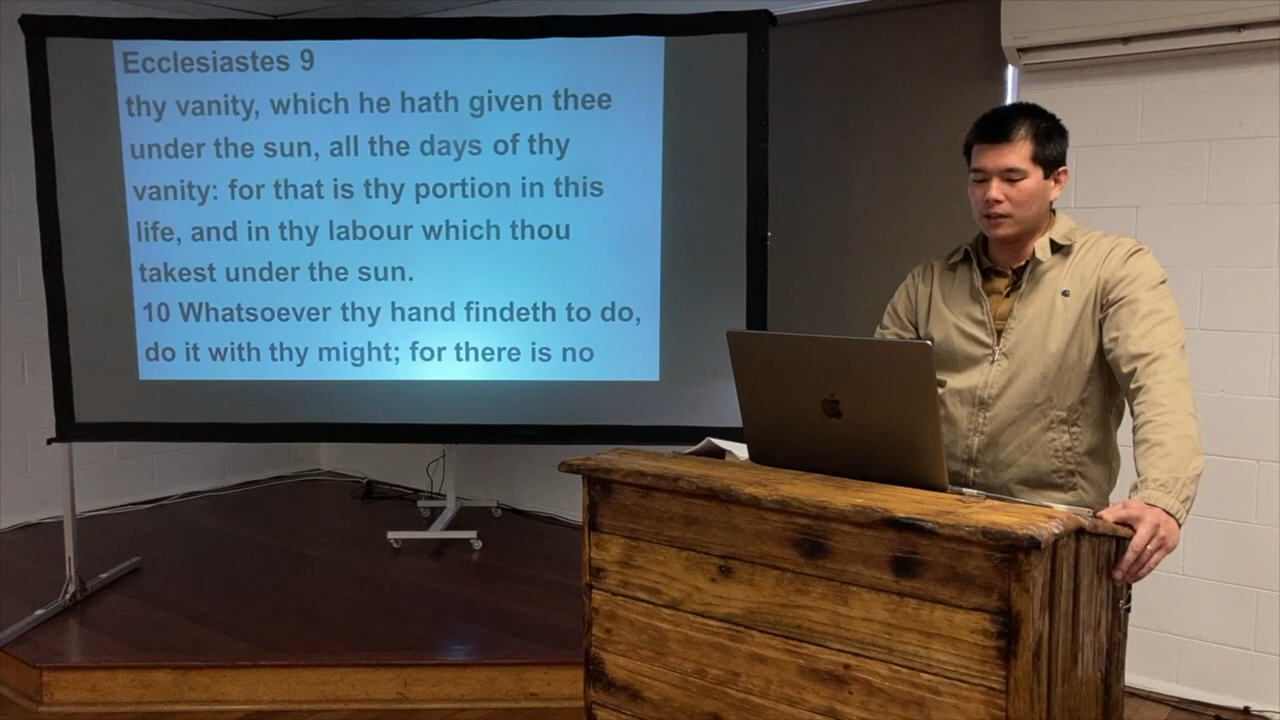 Ecclesiastes 9
thy vanity, which he hath given thee
under the sun, all the days of thy
vanity: for that is thy portion in this
life, and in thy labour which thou
takest under the sun.
10 Whatsoever thy hand findeth to do,
do it with thy might; for there is no